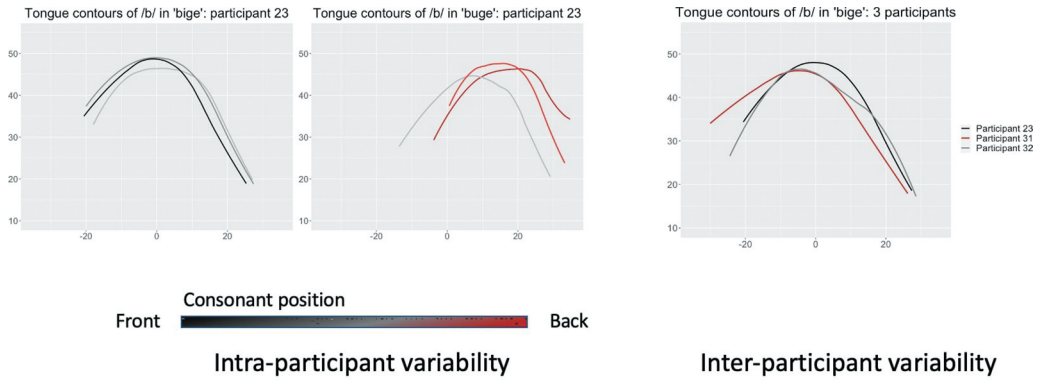 Tongue contours of /b/ in 'bige': participant 23
50
40
30
20
10
-20
0
20
Tongue contours of /b/ in 'buge': participant 23
50
40
30
20
10
-20
0
20
Tongue contours of /b/ in 'bige': 3 participants
50
40
30
20
10
-20
0
20
Participant 23
Participant 31
Participant 32
Consonant position
Front
Back
Intra-participant variability
Inter-participant variability